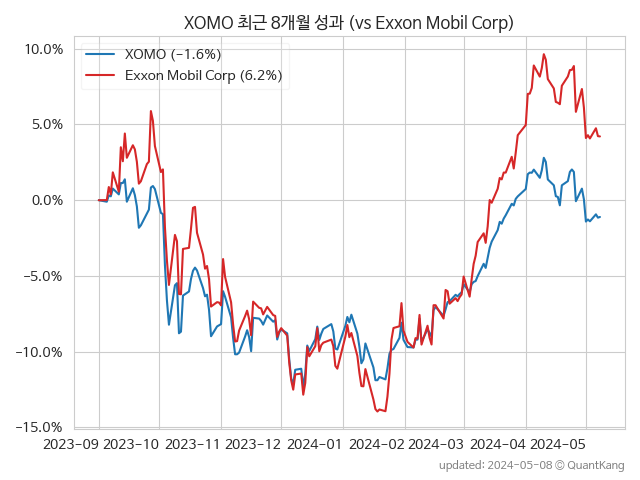 XOMO 최근 8개월 성과 (vs Exxon Mobil Corp)
XOMO (−1.6%)
Exxon Mobil Corp (6.2%)
10.0%
5.0%
0.0%
−5.0%
−10.0%
−15.0%
2023-09 2023-10 2023-11 2023-12 2024-01 2024-02 2024-03 2024-04 2024-05
updated: 2024-05-08 © QuantKang